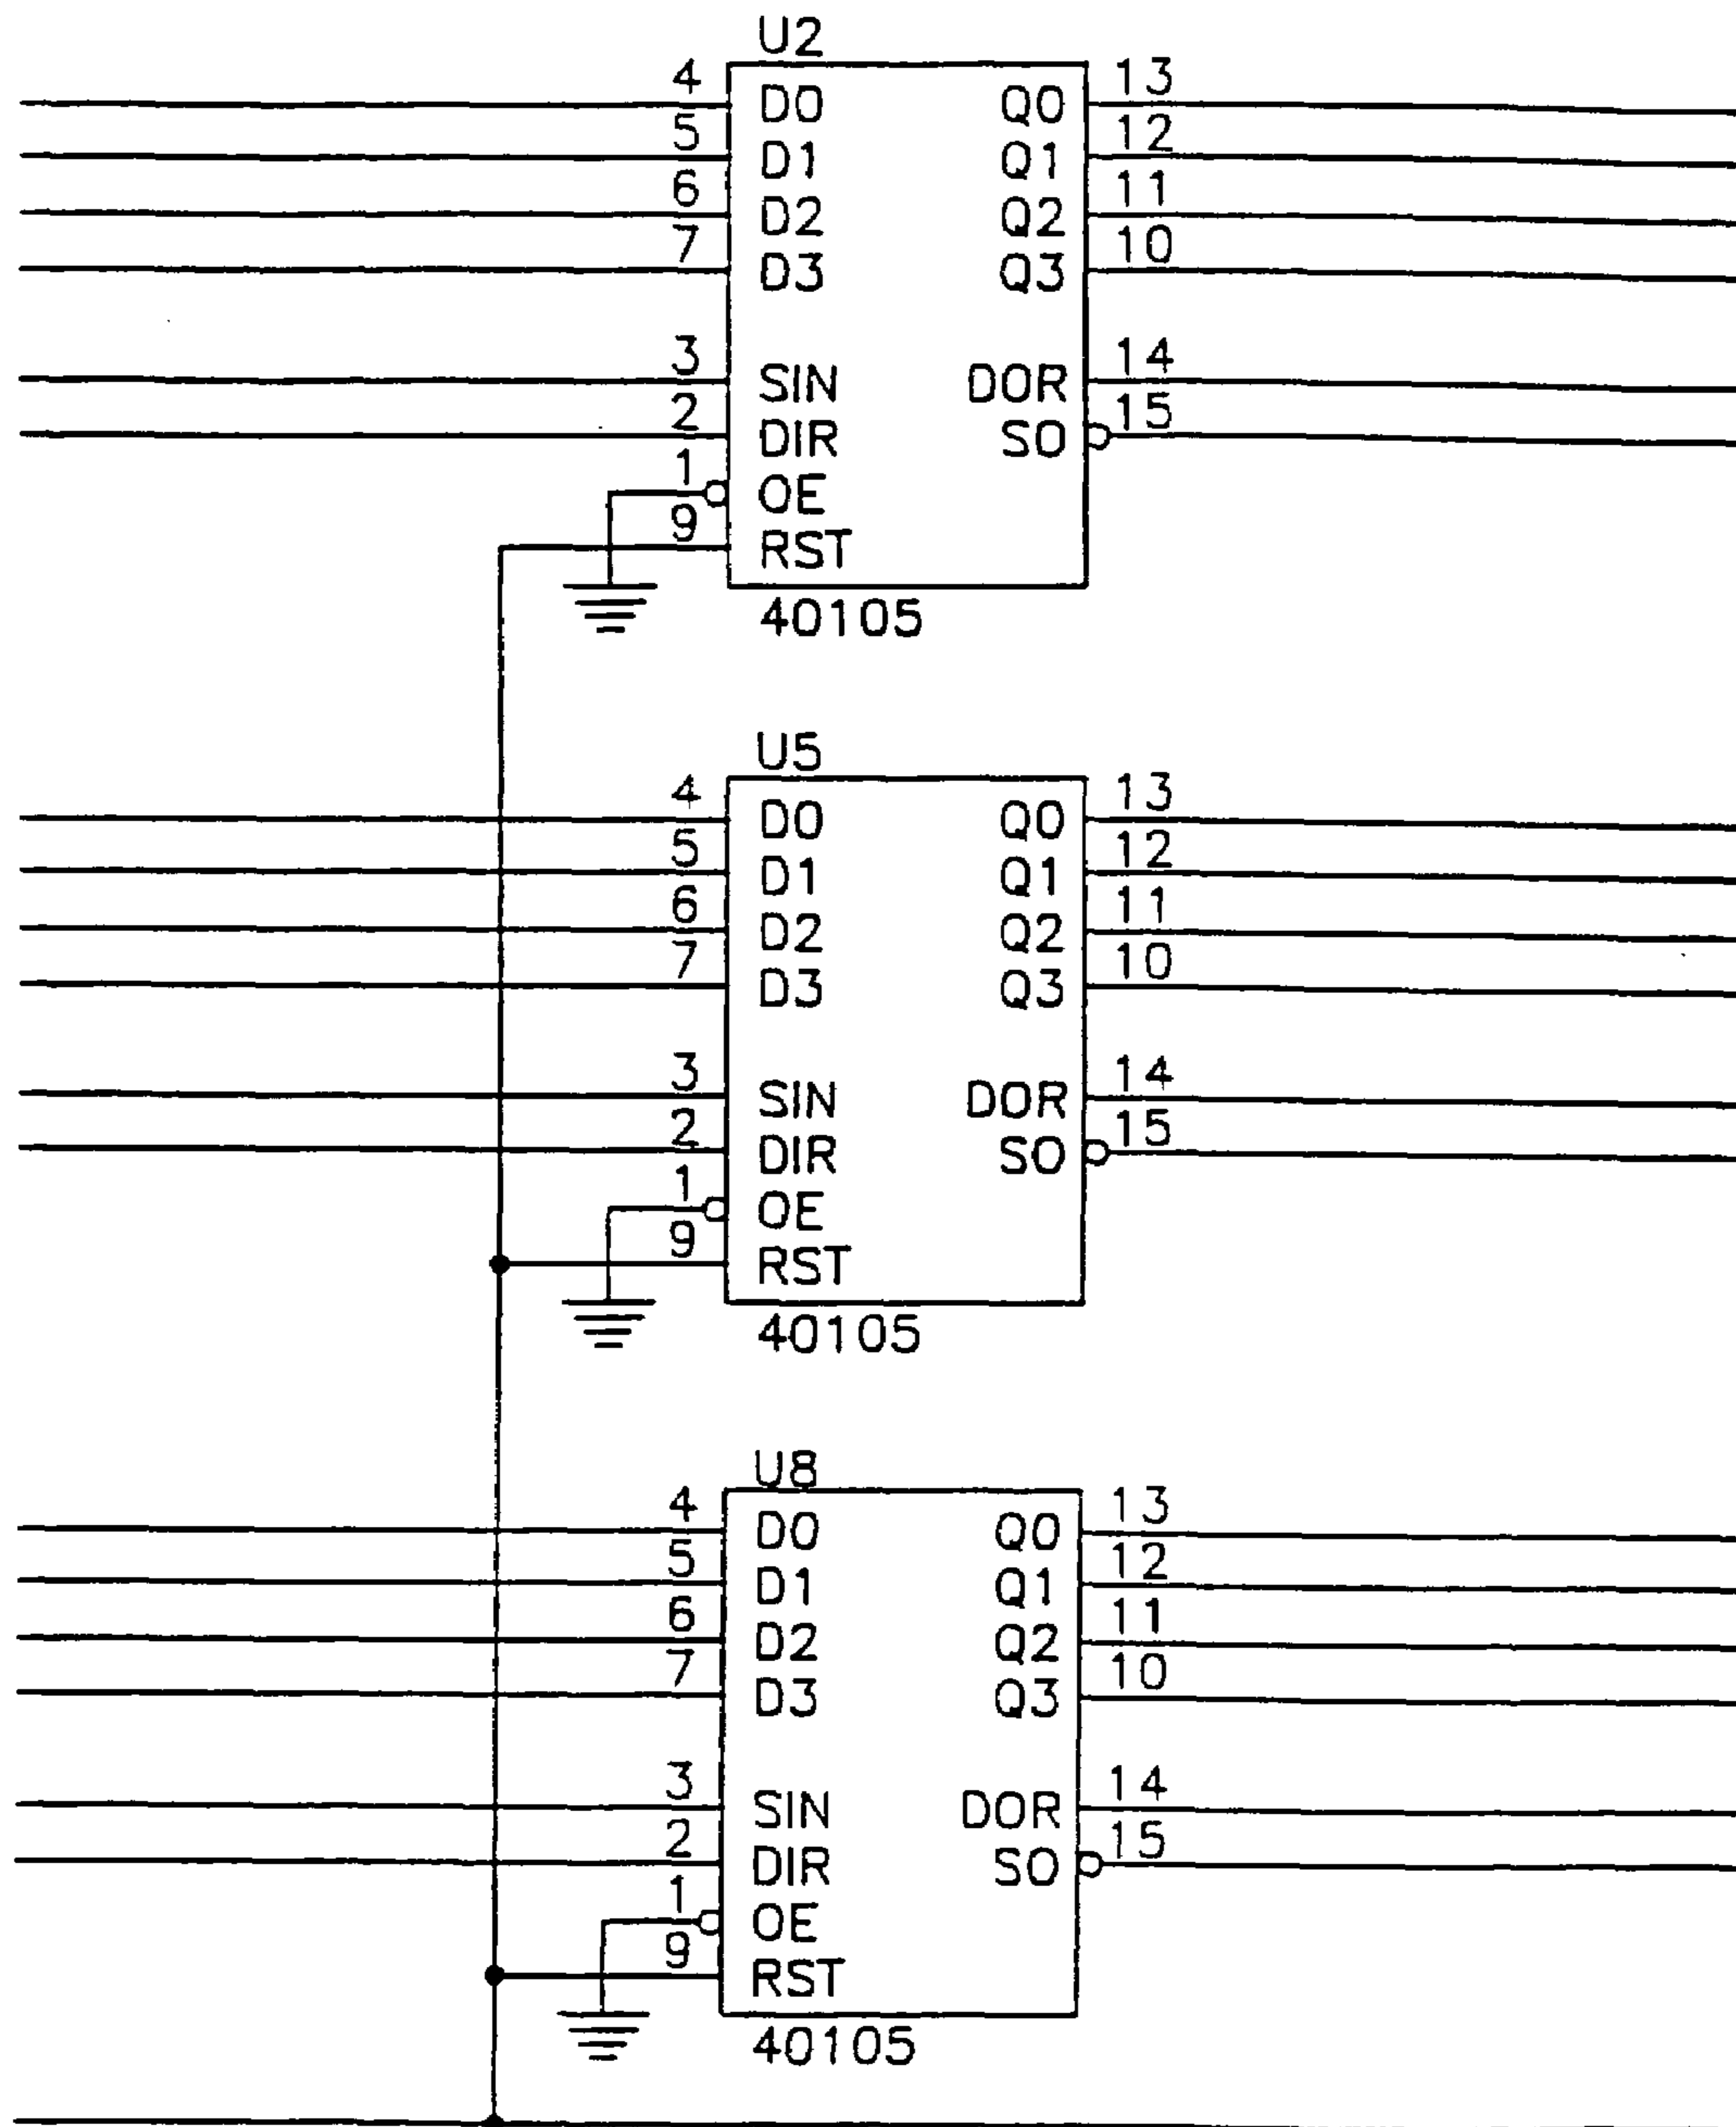 U2
4 D0 Q0 13
5 D1 Q1 12
6 D2 Q2 11
7 D3 Q3 10
3 SIN DOR 14
2 DIR SO 15
1 OE
9 RST
40105
U5
4 D0 Q0 13
5 D1 Q1 12
6 D2 Q2 11
7 D3 Q3 10
3 SIN DOR 14
2 DIR SO 15
1 OE
9 RST
40105
U8
4 D0 Q0 13
5 D1 Q1 12
6 D2 Q2 11
7 D3 Q3 10
3 SIN DOR 14
2 DIR SO 15
1 OE
9 RST
40105